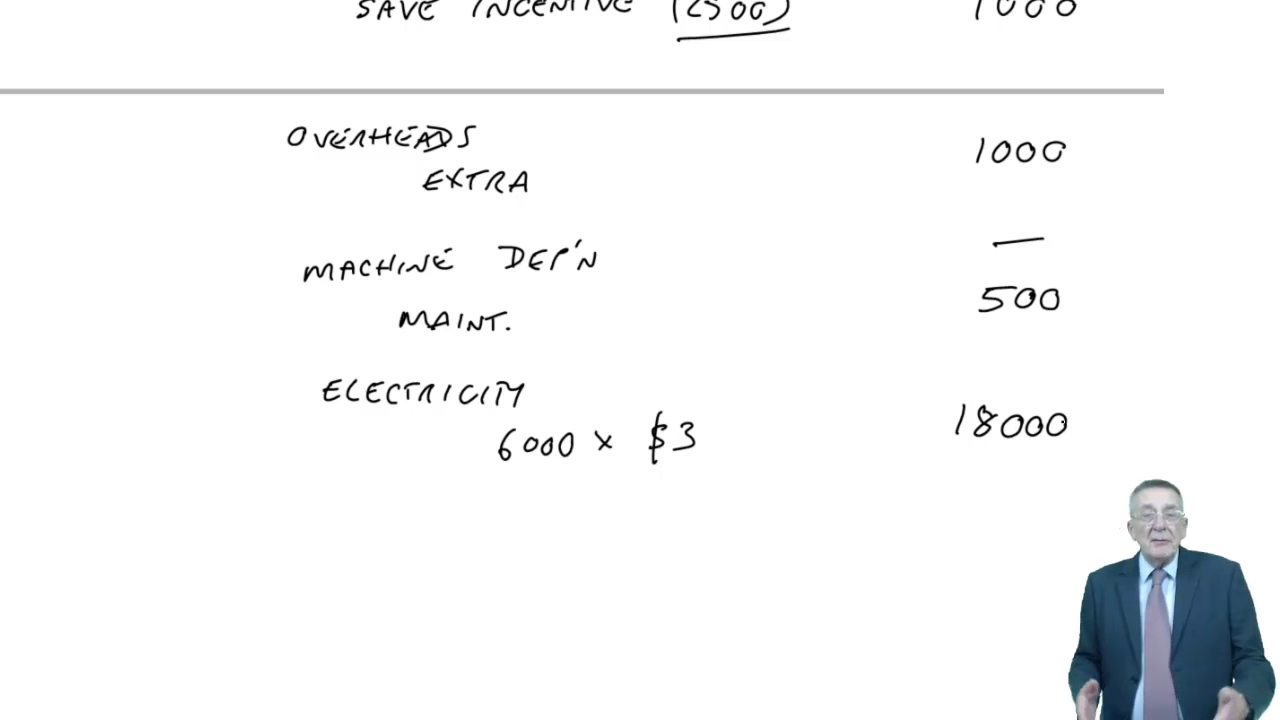 SAVE INCENTIVE (2500) 1000
OVERHEADS
EXTRA 1000
MACHINE DEP'N —
MAINT. 500
ELECTRICITY
6000 x $3 18000